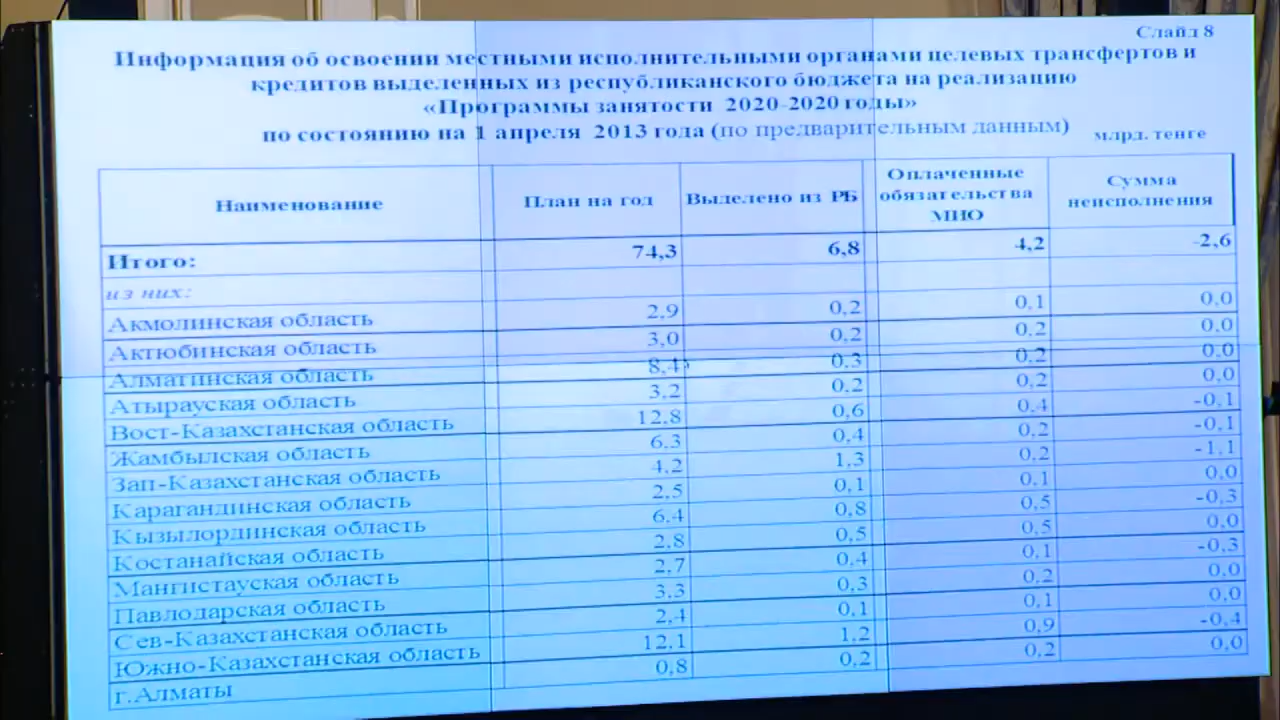 Слайд 8
Информация об освоении местными исполнительными органами целевых трансфертов и
кредитов выделенных из республиканского бюджета на реализацию
«Программы занятости 2020-2020 годы»
по состоянию на 1 апреля 2013 года (по предварительным данным)
млрд. тенге
Наименование План на год Выделено из РБ Оплаченные обязательства МИО Сумма неисполнения
Итого: 74,3 6,8 4,2 -2,6
из них:
Акмолинская область 2,9 0,2 0,1 0,0
Актюбинская область 3,0 0,2 0,2 0,0
Алматинская область 8,4 0,3 0,2 0,0
Атырауская область 3,2 0,2 0,2 0,0
Вост-Казахстанская область 12,8 0,6 0,4 -0,1
Жамбылская область 6,3 0,4 0,2 -0,1
Зап-Казахстанская область 4,2 1,3 0,2 -1,1
Карагандинская область 2,5 0,1 0,1 0,0
Кызылординская область 6,4 0,8 0,5 -0,3
Костанайская область 2,8 0,5 0,5 0,0
Мангистауская область 2,7 0,4 0,1 -0,3
Павлодарская область 3,3 0,3 0,2 0,0
Сев-Казахстанская область 2,4 0,1 0,1 0,0
Южно-Казахстанская область 12,1 1,2 0,9 -0,4
г.Алматы 0,8 0,2 0,2 0,0